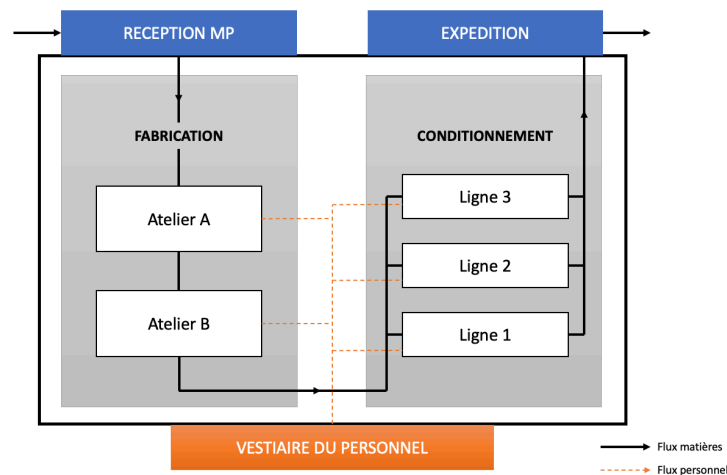 RECEPTION MP
EXPEDITION
FABRICATION
CONDITIONNEMENT
Atelier A
Ligne 3
Ligne 2
Atelier B
Ligne 1
VESTIAIRE DU PERSONNEL
Flux matières
Flux personnel